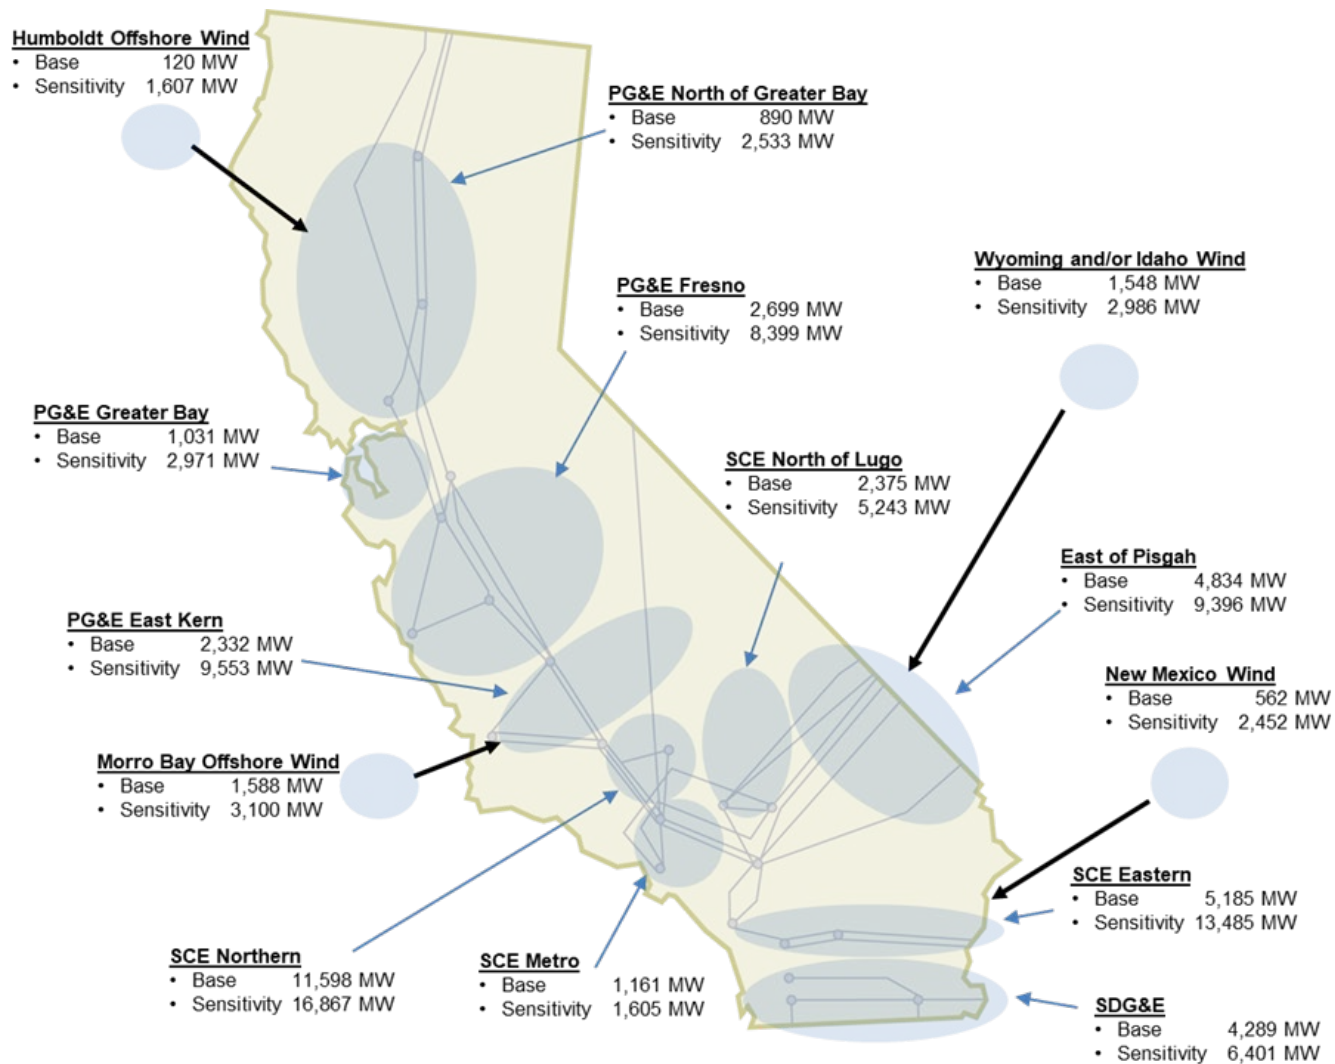 Humboldt Offshore Wind
• Base 120 MW
• Sensitivity 1,607 MW
PG&E North of Greater Bay
• Base 890 MW
• Sensitivity 2,533 MW
Wyoming and/or Idaho Wind
• Base 1,548 MW
• Sensitivity 2,986 MW
PG&E Fresno
• Base 2,699 MW
• Sensitivity 8,399 MW
PG&E Greater Bay
• Base 1,031 MW
• Sensitivity 2,971 MW
SCE North of Lugo
• Base 2,375 MW
• Sensitivity 5,243 MW
East of Pisgah
• Base 4,834 MW
• Sensitivity 9,396 MW
PG&E East Kern
• Base 2,332 MW
• Sensitivity 9,553 MW
New Mexico Wind
• Base 562 MW
• Sensitivity 2,452 MW
Morro Bay Offshore Wind
• Base 1,588 MW
• Sensitivity 3,100 MW
SCE Eastern
• Base 5,185 MW
• Sensitivity 13,485 MW
SCE Northern
• Base 11,598 MW
• Sensitivity 16,867 MW
SCE Metro
• Base 1,161 MW
• Sensitivity 1,605 MW
SDG&E
• Base 4,289 MW
• Sensitivity 6,401 MW